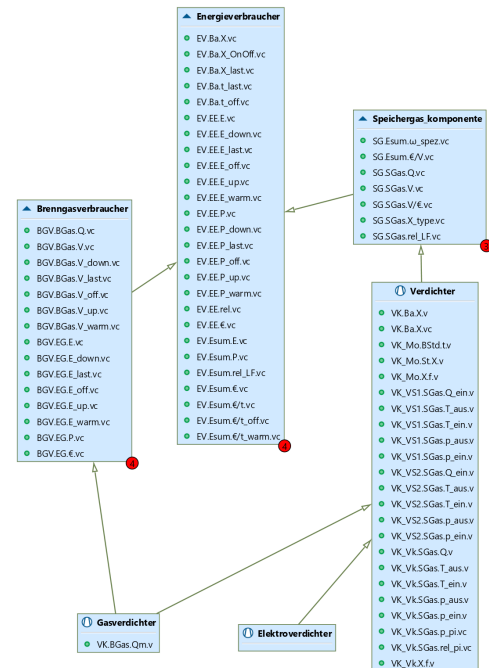 Energieverbraucher
EV.Ba.X.vc
EV.Ba.X_OnOff.vc
EV.Ba.X_last.vc
EV.Ba.t_last.vc
EV.Ba.t_off.vc
EV.EE.E.vc
EV.EE.E_down.vc
EV.EE.E_last.vc
EV.EE.E_off.vc
EV.EE.E_up.vc
EV.EE.E_warm.vc
EV.EE.P.vc
EV.EE.P_down.vc
EV.EE.P_last.vc
EV.EE.P_off.vc
EV.EE.P_up.vc
EV.EE.P_warm.vc
EV.EE.rel.vc
EV.EE.€.vc
EV.Esum.E.vc
EV.Esum.P.vc
EV.Esum.rel_LF.vc
EV.Esum.€.vc
EV.Esum.€/t.vc
EV.Esum.€/t_off.vc
EV.Esum.€/t_warm.vc
4
Speichergas_komponente
SG.Esum.ω_spez.vc
SG.Esum.€/V.vc
SG.SGas.Q.vc
SG.SGas.V.vc
SG.SGas.V/€.vc
SG.SGas.X_type.vc
SG.SGas.rel_LF.vc
Brenngasverbraucher
BGV.BGas.Q.vc
BGV.BGas.V.vc
BGV.BGas.V_down.vc
BGV.BGas.V_last.vc
BGV.BGas.V_off.vc
BGV.BGas.V_up.vc
BGV.BGas.V_warm.vc
BGV.EG.E.vc
BGV.EG.E_down.vc
BGV.EG.E_last.vc
BGV.EG.E_off.vc
BGV.EG.E_up.vc
BGV.EG.E_warm.vc
BGV.EG.P.vc
BGV.EG.€.vc
4
Verdichter
VK.Ba.X.v
VK.Ba.X.vc
VK_Mo.BStd.t.v
VK_Mo.St.X.v
VK_Mo.X.f.v
VK_VS1.SGas.Q_ein.v
VK_VS1.SGas.T_aus.v
VK_VS1.SGas.T_ein.v
VK_VS1.SGas.p_aus.v
VK_VS1.SGas.p_ein.v
VK_VS2.SGas.Q_ein.v
VK_VS2.SGas.T_aus.v
VK_VS2.SGas.T_ein.v
VK_VS2.SGas.p_aus.v
VK_VS2.SGas.p_ein.v
VK_Vk.SGas.Q.v
VK_Vk.SGas.T_aus.v
VK_Vk.SGas.T_ein.v
VK_Vk.SGas.p_aus.v
VK_Vk.SGas.p_ein.v
VK_Vk.SGas.p_pi.vc
VK_Vk.SGas.rel_pi.vc
VK_Vk.X.f.vc
Gasverdichter
VK.BGas.Qm.v
Elektroverdichter